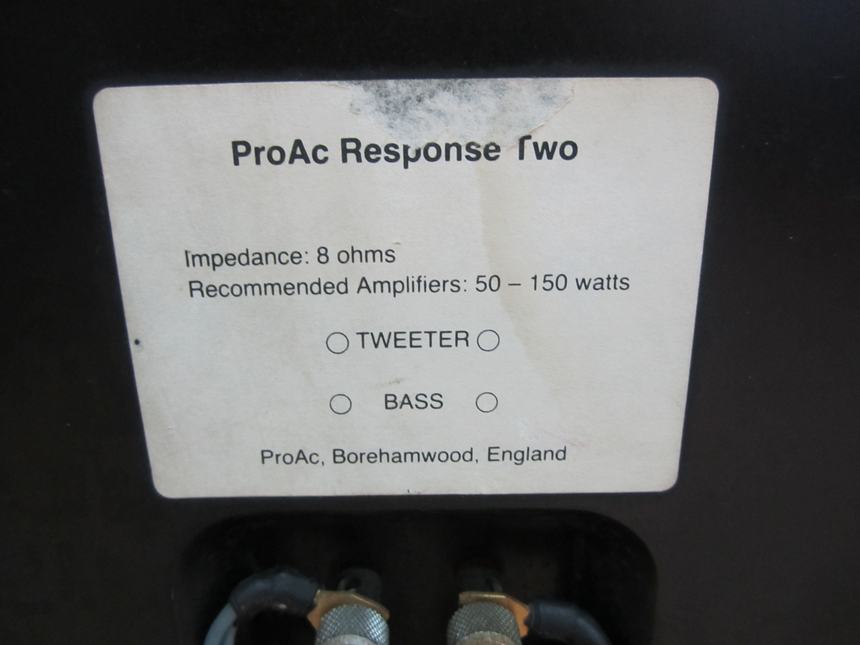 ProAc Response Two
Impedance: 8 ohms
Recommended Amplifiers: 50 – 150 watts
TWEETER
BASS
ProAc, Borehamwood, England